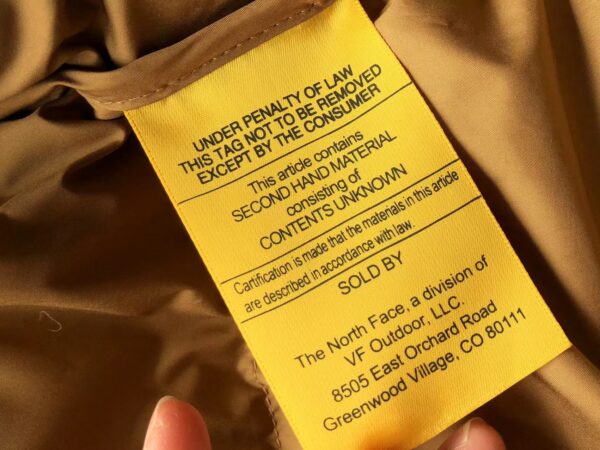 UNDER PENALTY OF LAW
THIS TAG NOT TO BE REMOVED
EXCEPT BY THE CONSUMER
This article contains
SECOND HAND MATERIAL
consisting of
CONTENTS UNKNOWN
Cartification is made that the materials in this article
are described in accordance with law.
SOLD BY
The North Face, a division of
VF Outdoor, LLC.
8505 East Orchard Road
Greenwood Village, CO 80111